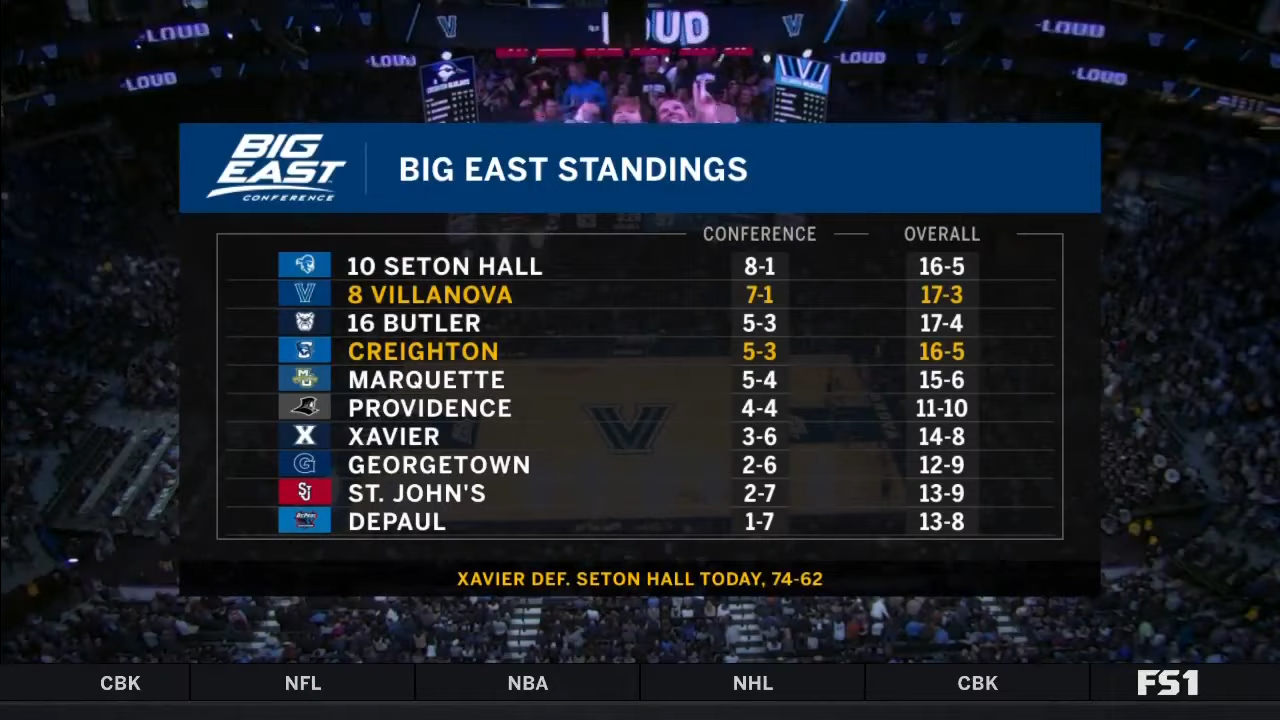 LOUD
LOUD
LOUD
LOUD
LOUD
BIG EAST CONFERENCE
BIG EAST STANDINGS
CONFERENCE OVERALL
10 SETON HALL 8-1 16-5
8 VILLANOVA 7-1 17-3
16 BUTLER 5-3 17-4
CREIGHTON 5-3 16-5
MARQUETTE 5-4 15-6
PROVIDENCE 4-4 11-10
X XAVIER 3-6 14-8
G GEORGETOWN 2-6 12-9
ST. JOHN'S 2-7 13-9
DEPAUL 1-7 13-8
XAVIER DEF. SETON HALL TODAY, 74-62
CBK NFL NBA NHL CBK FS1